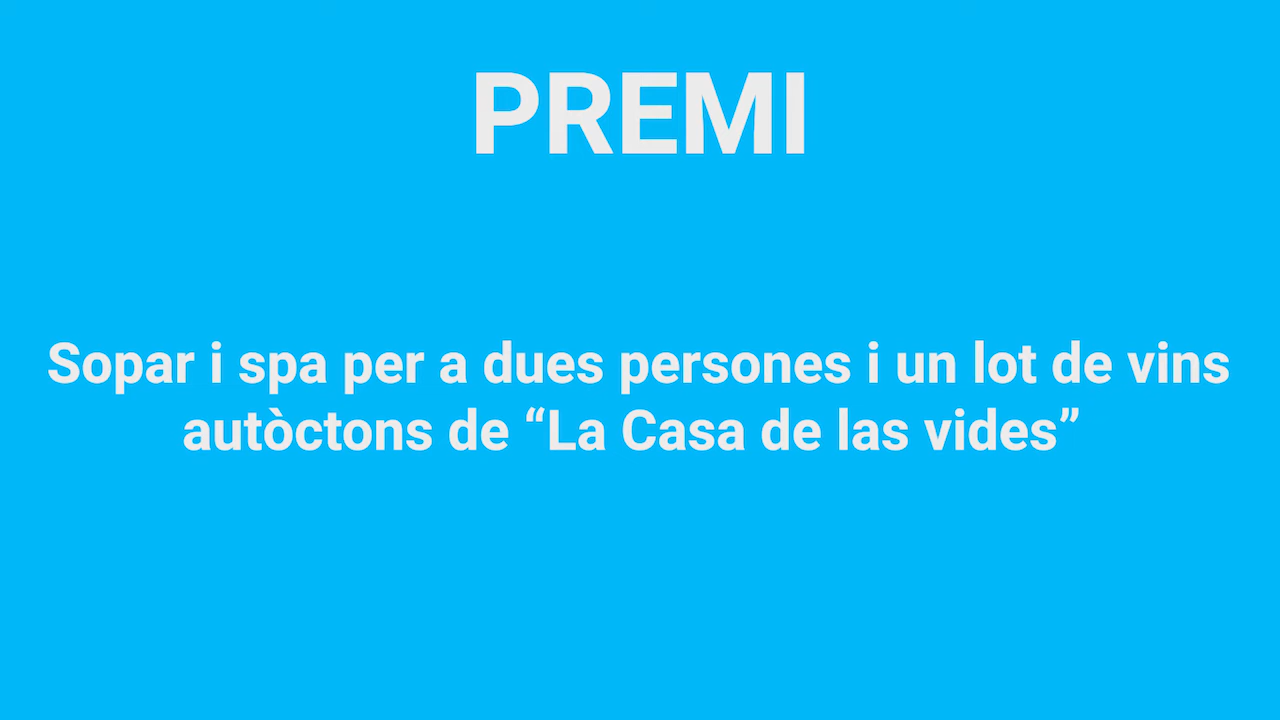 PREMI
Sopar i spa per a dues persones i un lot de vins
autòctons de “La Casa de las vides”